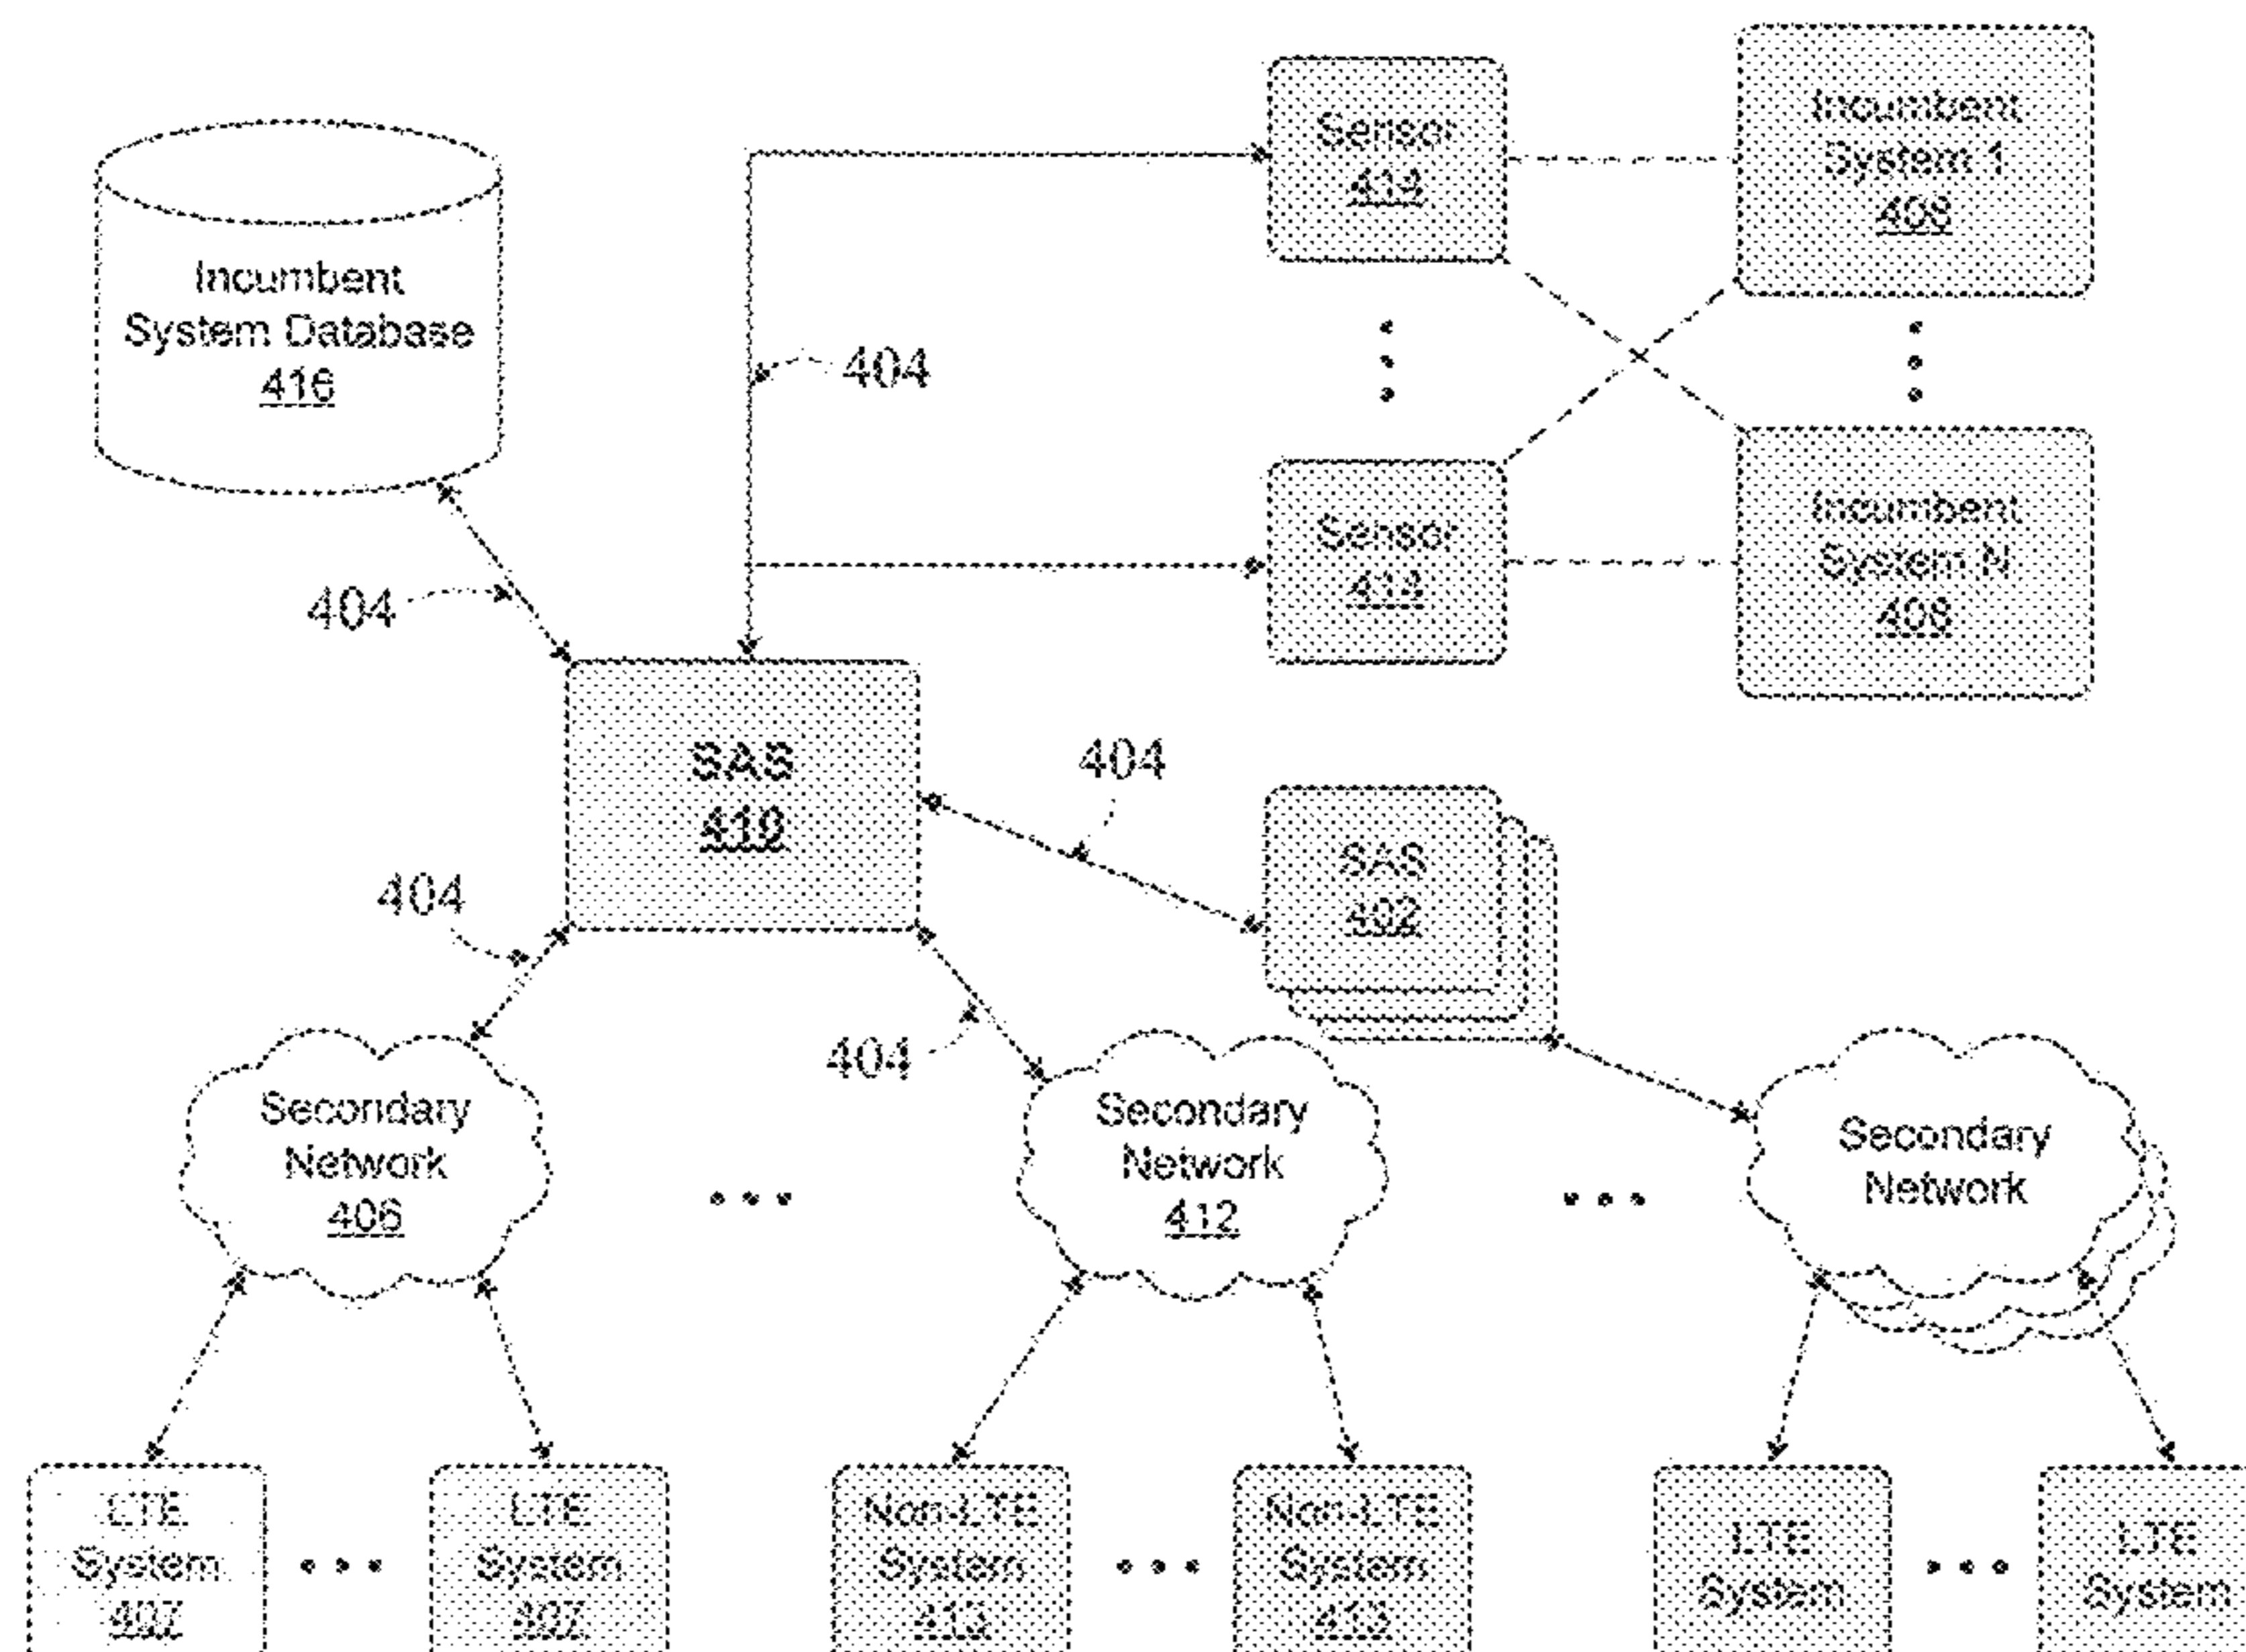 Incumbent
System Database
416
Sensor
414
Incumbent
System 1
408
404
Sensor
414
Incumbent
System N
408
404
SAS
410
404
SAS
402
404
404
Secondary
Network
406
Secondary
Network
412
Secondary
Network
LTE
System
407
LTE
System
407
Non-LTE
System
413
Non-LTE
System
413
LTE
System
LTE
System